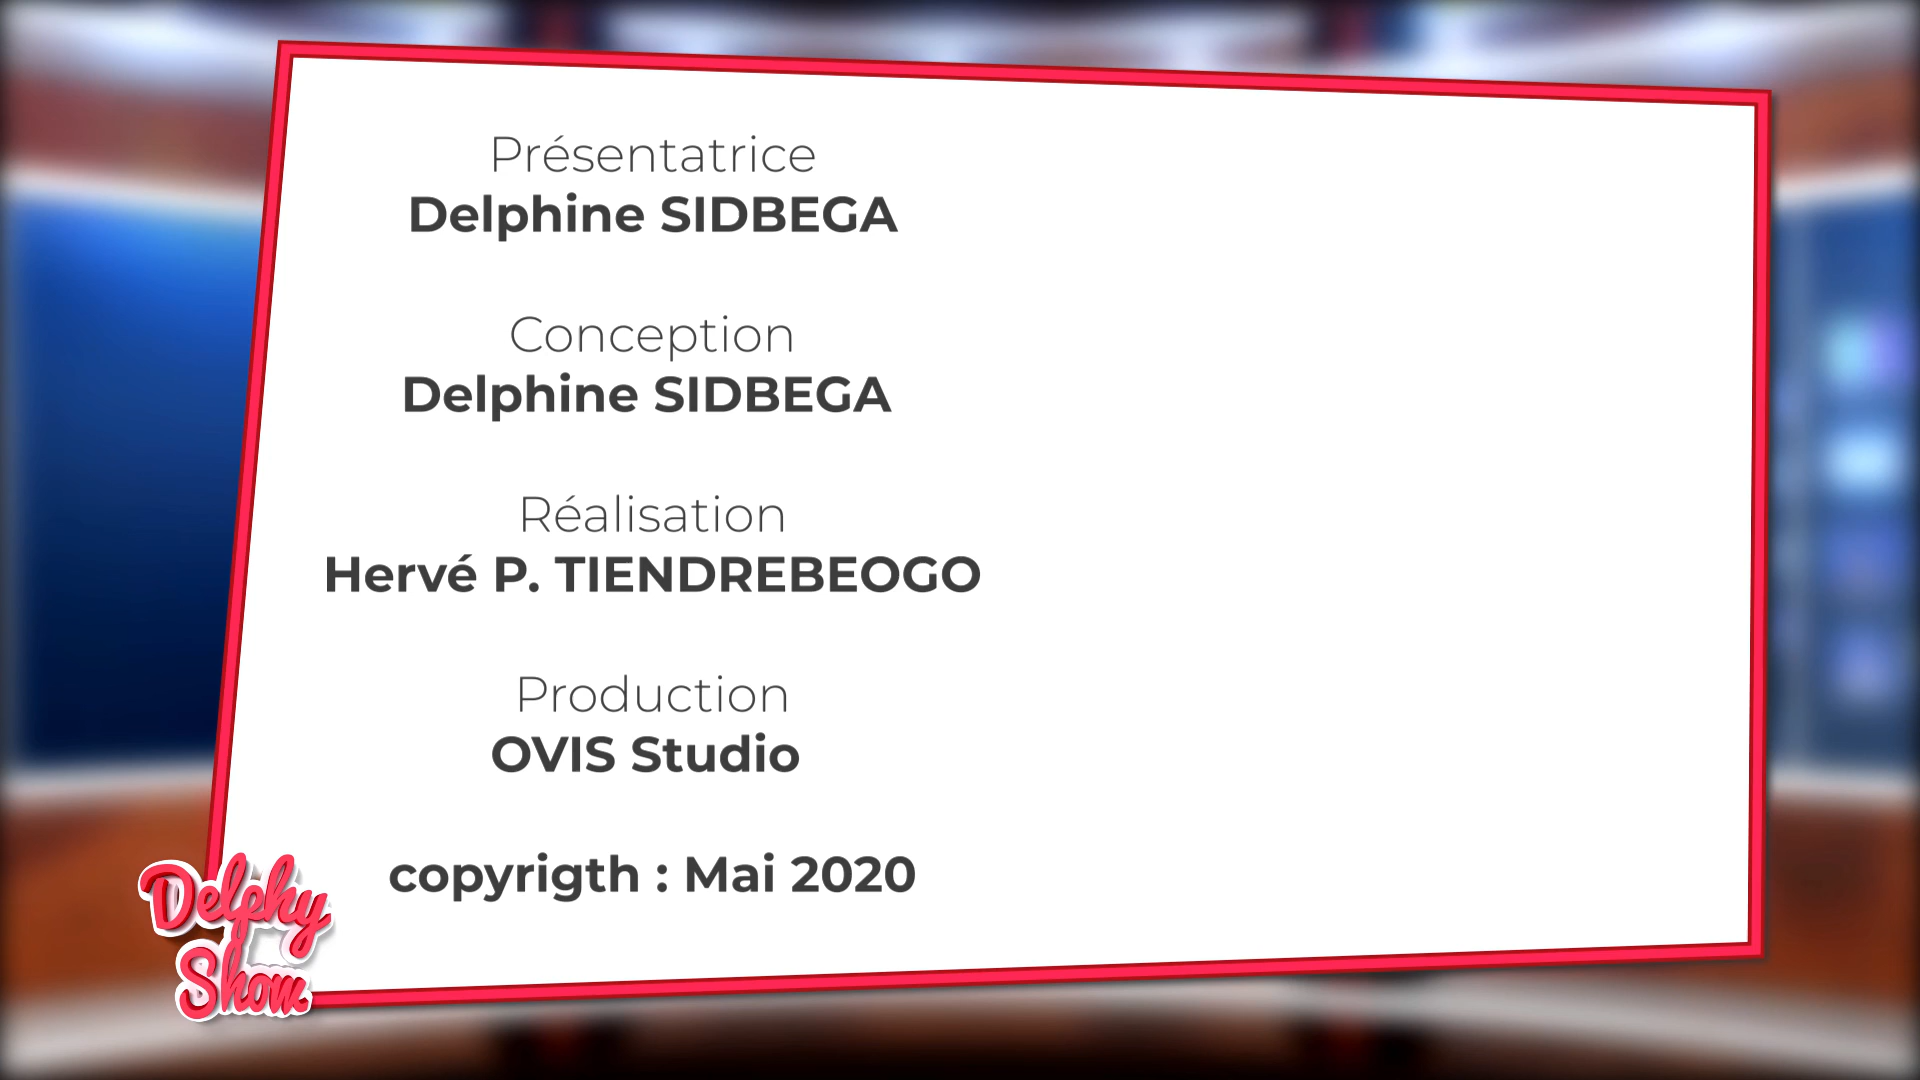 Présentatrice
Delphine SIDBEGA
Conception
Delphine SIDBEGA
Réalisation
Hervé P. TIENDREBEOGO
Production
OVIS Studio
copyrigth : Mai 2020
Delphy
Show